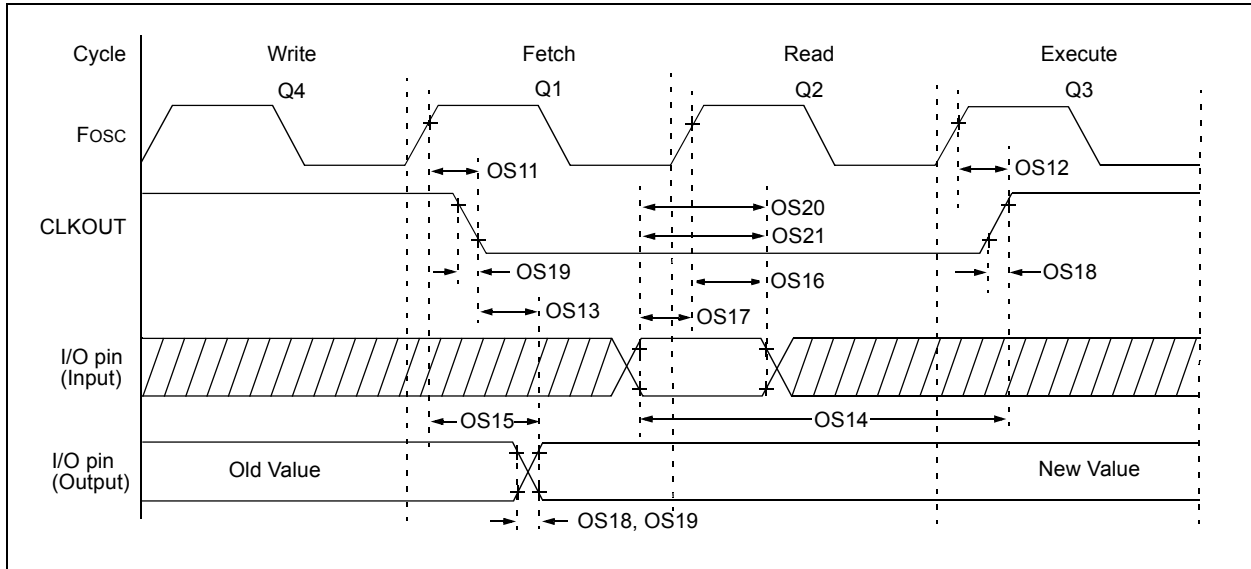 Cycle Write Fetch Read Execute
Q4 Q1 Q2 Q3
FOSC
OS11 OS12
OS20
CLKOUT
OS21
OS19 OS16 OS18
OS13 OS17
I/O pin
(Input)
OS15 OS14
I/O pin
(Output)
Old Value New Value
OS18, OS19